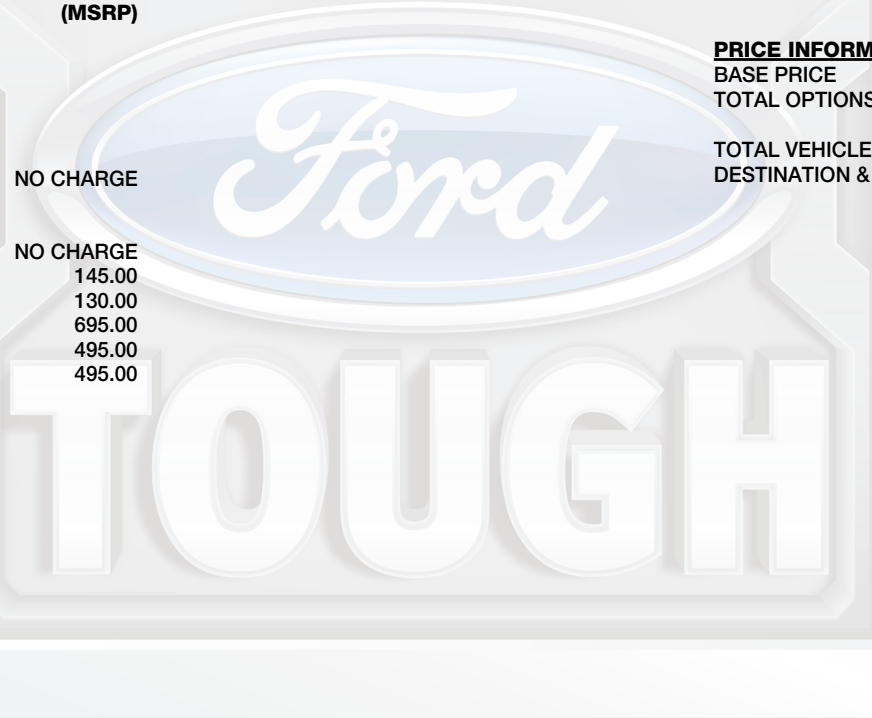 (MSRP)
NO CHARGE
NO CHARGE
145.00
130.00
695.00
495.00
495.00
PRICE INFORM
BASE PRICE
TOTAL OPTIONS
TOTAL VEHICLE
DESTINATION &
Ford
TOUGH